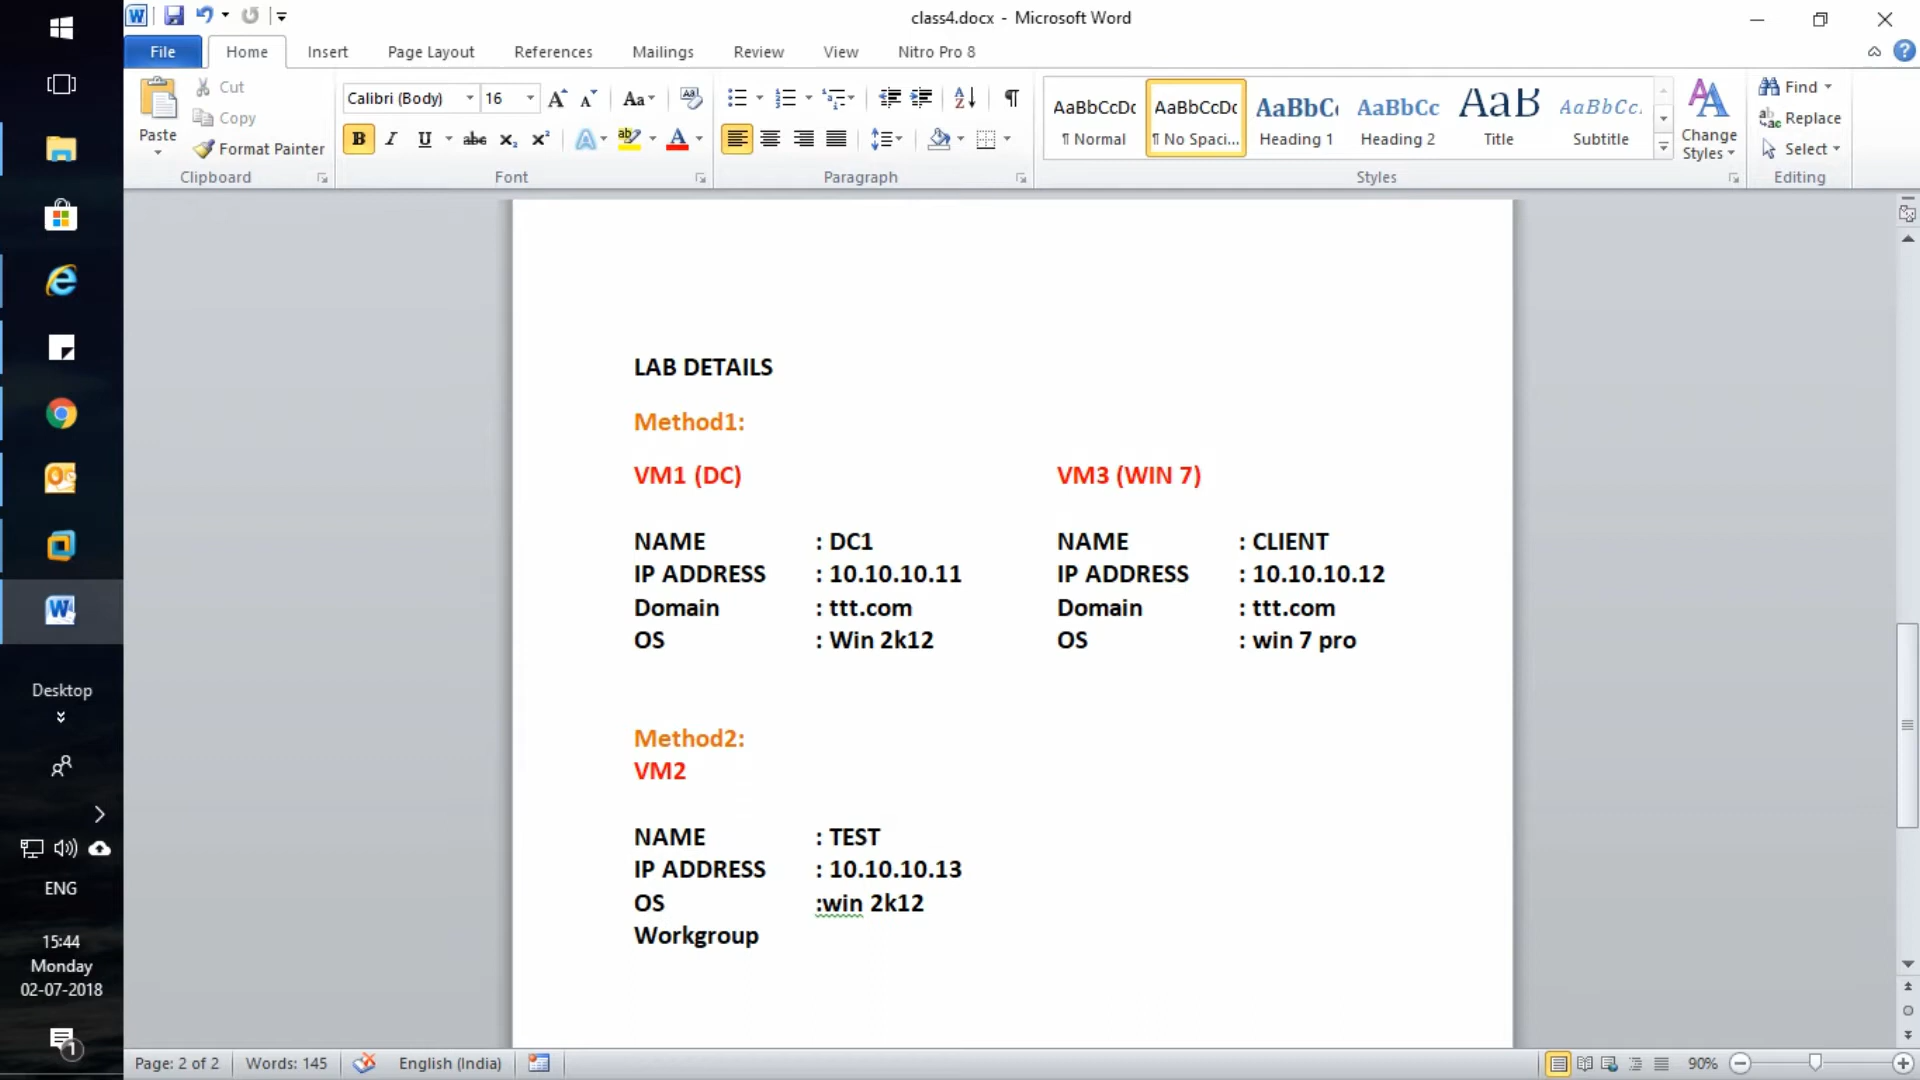 class4.docx - Microsoft Word
File Home Insert Page Layout References Mailings Review View Nitro Pro 8
Paste
Cut
Copy
Format Painter
Clipboard
Calibri (Body) 16
Font
Paragraph
AaBbCcDc AaBbCcDc AaBbC AaBbCc AaB AaBbCc.
¶ Normal ¶ No Spaci... Heading 1 Heading 2 Title Subtitle
Change Styles
Styles
Find
Replace
Select
Editing
LAB DETAILS
Method1:
VM1 (DC) VM3 (WIN 7)
NAME : DC1 NAME : CLIENT
IP ADDRESS : 10.10.10.11 IP ADDRESS : 10.10.10.12
Domain : ttt.com Domain : ttt.com
OS : Win 2k12 OS : win 7 pro
Method2:
VM2
NAME : TEST
IP ADDRESS : 10.10.10.13
OS :win 2k12
Workgroup
Desktop
ENG
15:44
Monday
02-07-2018
1
Page: 2 of 2 Words: 145 English (India) 90%